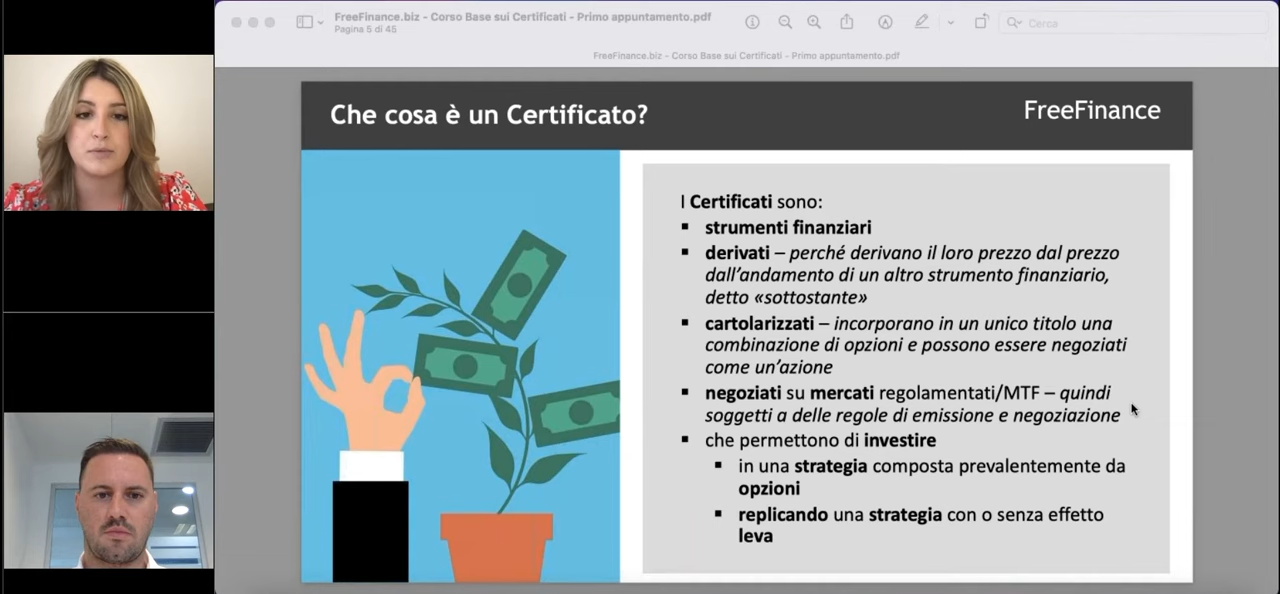 FreeFinance.biz - Corso Base sui Certificati - Primo appuntamento.pdf
Pagina 5 di 45
Cerca
FreeFinance.biz - Corso Base sui Certificati - Primo appuntamento.pdf
Che cosa è un Certificato?
FreeFinance
I Certificati sono:
▪ strumenti finanziari
▪ derivati – perché derivano il loro prezzo dal prezzo
dall’andamento di un altro strumento finanziario,
detto «sottostante»
▪ cartolarizzati – incorporano in un unico titolo una
combinazione di opzioni e possono essere negoziati
come un’azione
▪ negoziati su mercati regolamentati/MTF – quindi
soggetti a delle regole di emissione e negoziazione
▪ che permettono di investire
▪ in una strategia composta prevalentemente da
opzioni
▪ replicando una strategia con o senza effetto
leva